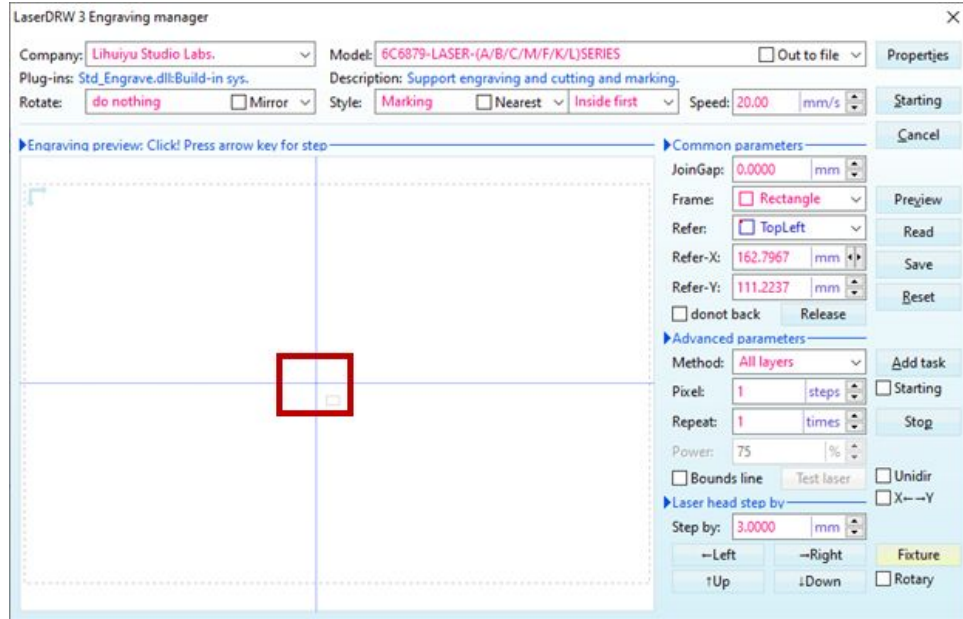 LaserDRW 3 Engraving manager
Company: Lihuiyu Studio Labs. Model: 6C6879-LASER-(A/B/C/M/F/K/L)SERIES Out to file Properties
Plug-ins: Std_Engrave.dll:Build-in sys. Description: Support engraving and cutting and marking.
Rotate: do nothing Mirror Style: Marking Nearest Inside first Speed: 20.00 mm/s Starting
Cancel
Engraving preview: Click! Press arrow key for step Common parameters
JoinGap: 0.0000 mm
Frame: Rectangle Preview
Refer: TopLeft Read
Refer-X: 162.7967 mm Save
Refer-Y: 111.2237 mm Reset
donot back Release
Advanced parameters
Method: All layers Add task
Pixel: 1 steps Starting
Repeat: 1 times Stop
Power: 75 %
Bounds line Test laser Unidir
Laser head step by X←→Y
Step by: 3.0000 mm
←Left →Right Fixture
↑Up ↓Down Rotary